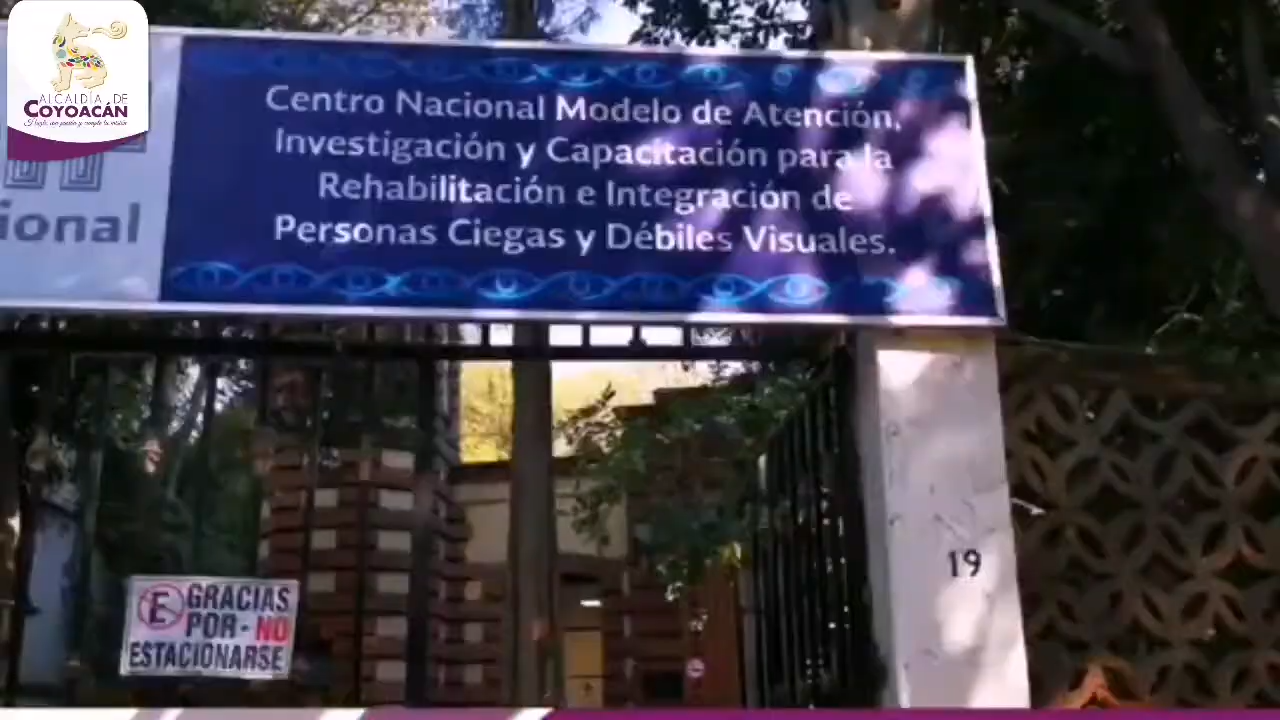 ALCALDÍA DE
COYOACÁN
ional
Centro Nacional Modelo de Atención,
Investigación y Capacitación para la
Rehabilitación e Integración de
Personas Ciegas y Débiles Visuales.
19
E GRACIAS
POR - NO
ESTACIONARSE